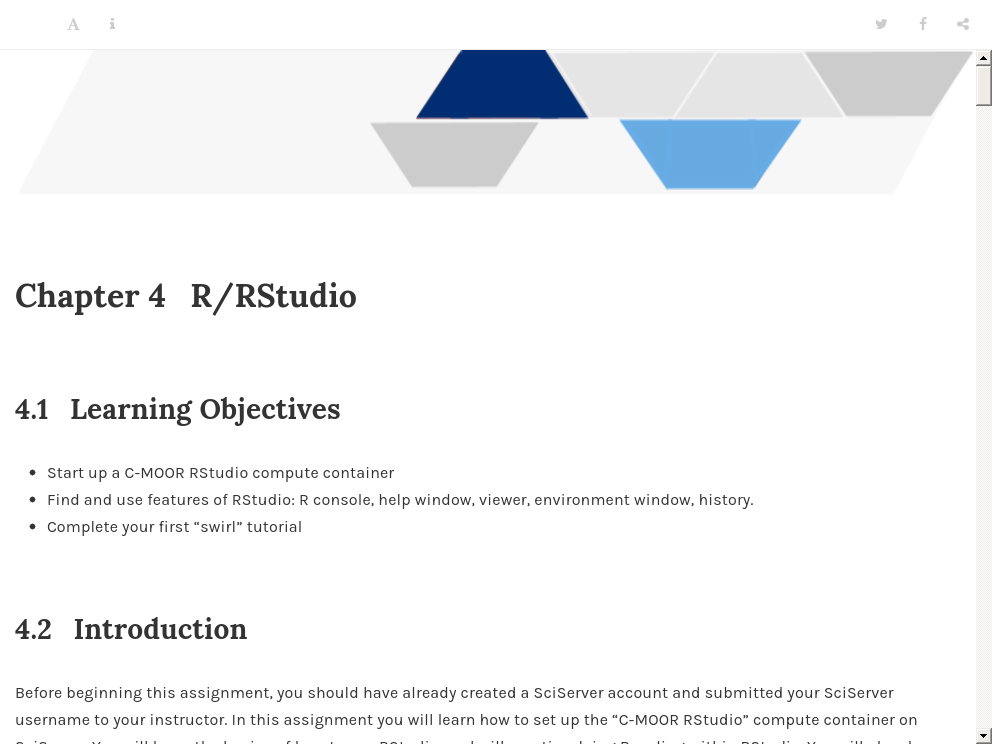 Chapter 4 R/RStudio
4.1 Learning Objectives
Start up a C-MOOR RStudio compute container
Find and use features of RStudio: R console, help window, viewer, environment window, history.
Complete your first “swirl” tutorial
4.2 Introduction
Before beginning this assignment, you should have already created a SciServer account and submitted your SciServer
username to your instructor. In this assignment you will learn how to set up the “C-MOOR RStudio” compute container on